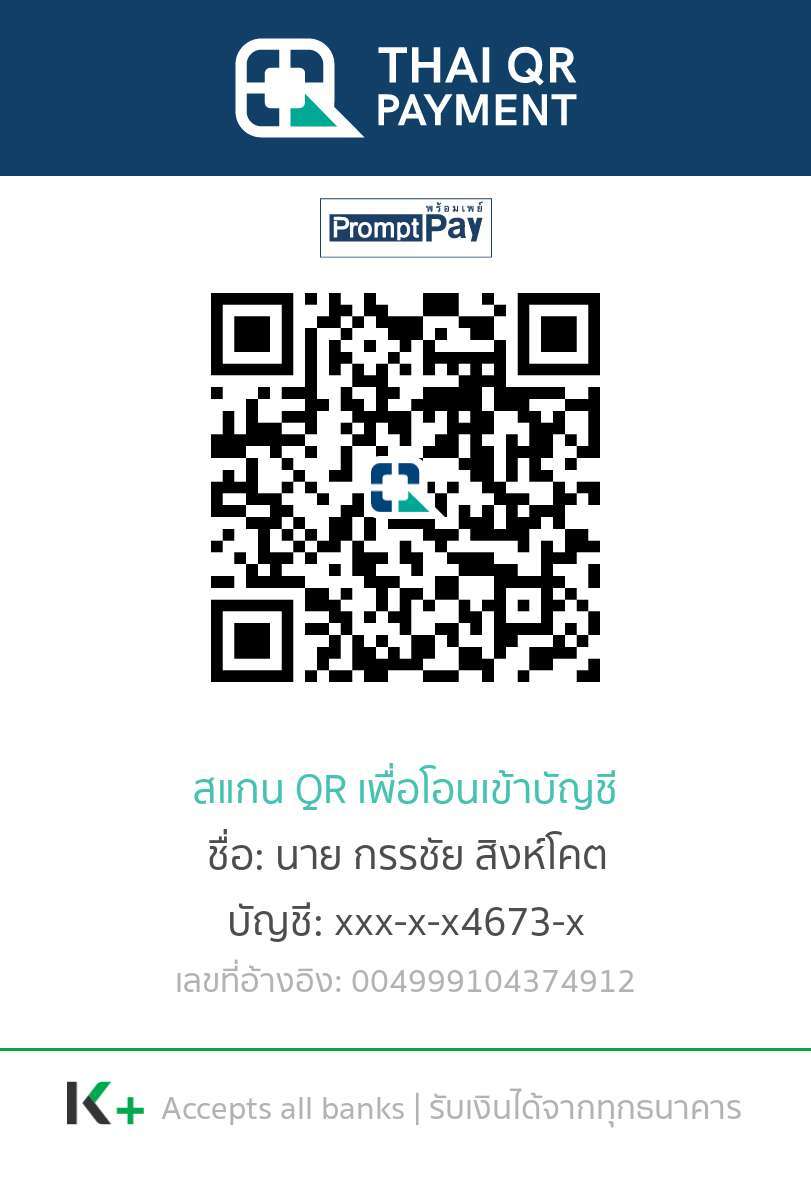 THAI QR
PAYMENT
พร้อมเพย์
PromptPay
สแกน QR เพื่อโอนเข้าบัญชี
ชื่อ: นาย กรรชัย สิงห์โคต
บัญชี: xxx-x-x4673-x
เลขที่อ้างอิง: 004999104374912
K+ Accepts all banks | รับเงินได้จากทุกธนาคาร